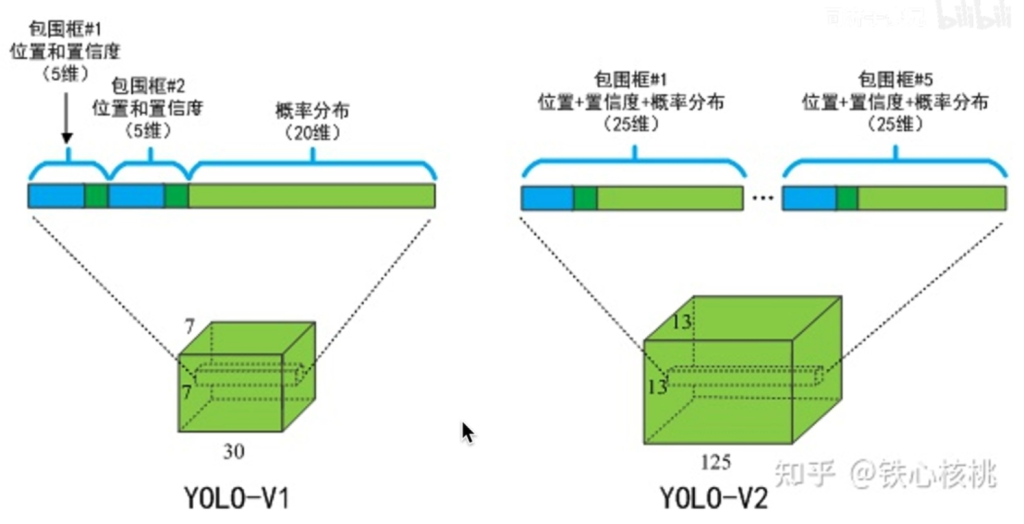 包围框#1
位置和置信度
（5维）
包围框#2
位置和置信度
（5维）
概率分布
（20维）
包围框#1
位置+置信度+概率分布
（25维）
包围框#5
位置+置信度+概率分布
（25维）
...
7
7
30
13
13
125
YOLO-V1
YOLO-V2
知乎 @铁心核桃
bilibili